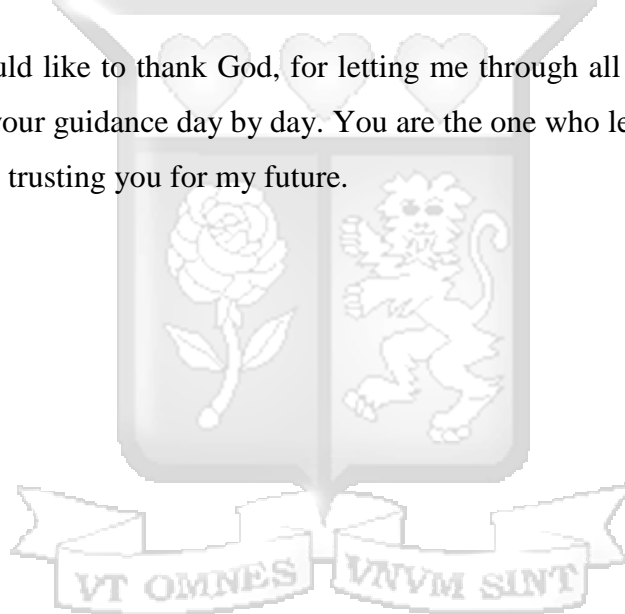 uld like to thank God, for letting me through all
your guidance day by day. You are the one who le
trusting you for my future.
VT OMNES VNVM SINT